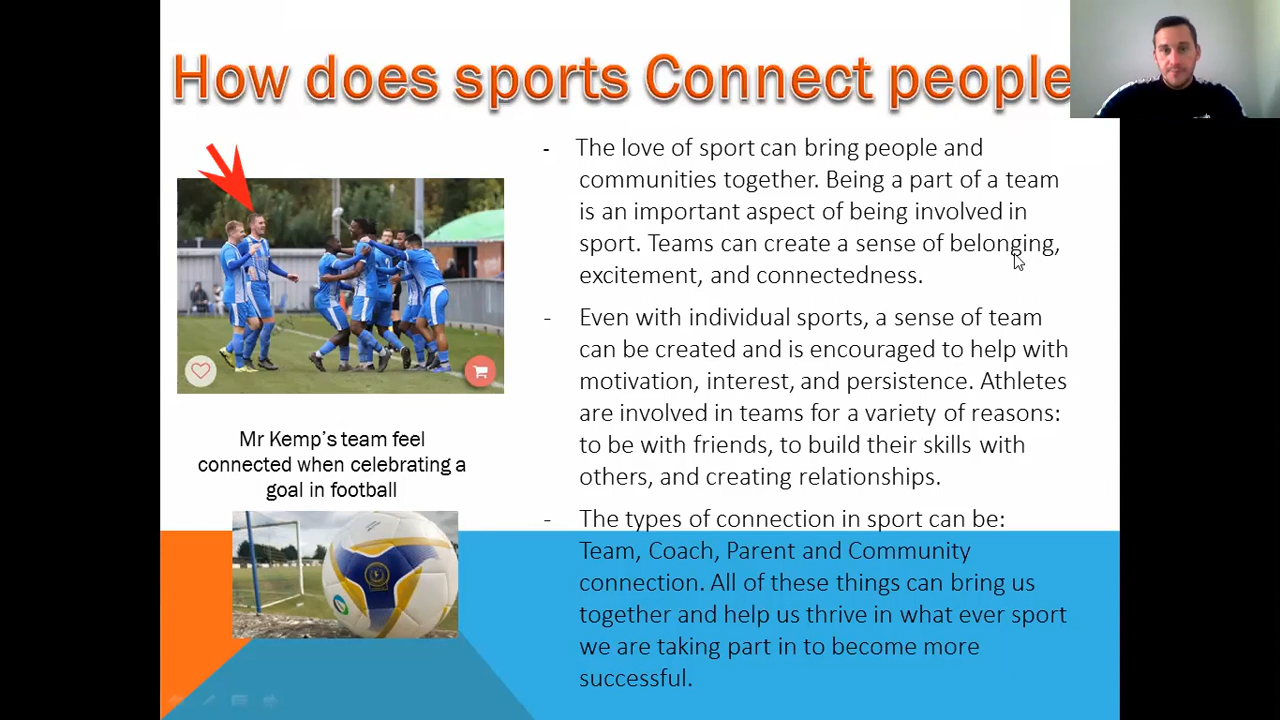 How does sports Connect people
- The love of sport can bring people and
communities together. Being a part of a team
is an important aspect of being involved in
sport. Teams can create a sense of belonging,
excitement, and connectedness.
- Even with individual sports, a sense of team
can be created and is encouraged to help with
motivation, interest, and persistence. Athletes
are involved in teams for a variety of reasons:
to be with friends, to build their skills with
others, and creating relationships.
- The types of connection in sport can be:
Team, Coach, Parent and Community
connection. All of these things can bring us
together and help us thrive in what ever sport
we are taking part in to become more
successful.
Mr Kemp's team feel
connected when celebrating a
goal in football